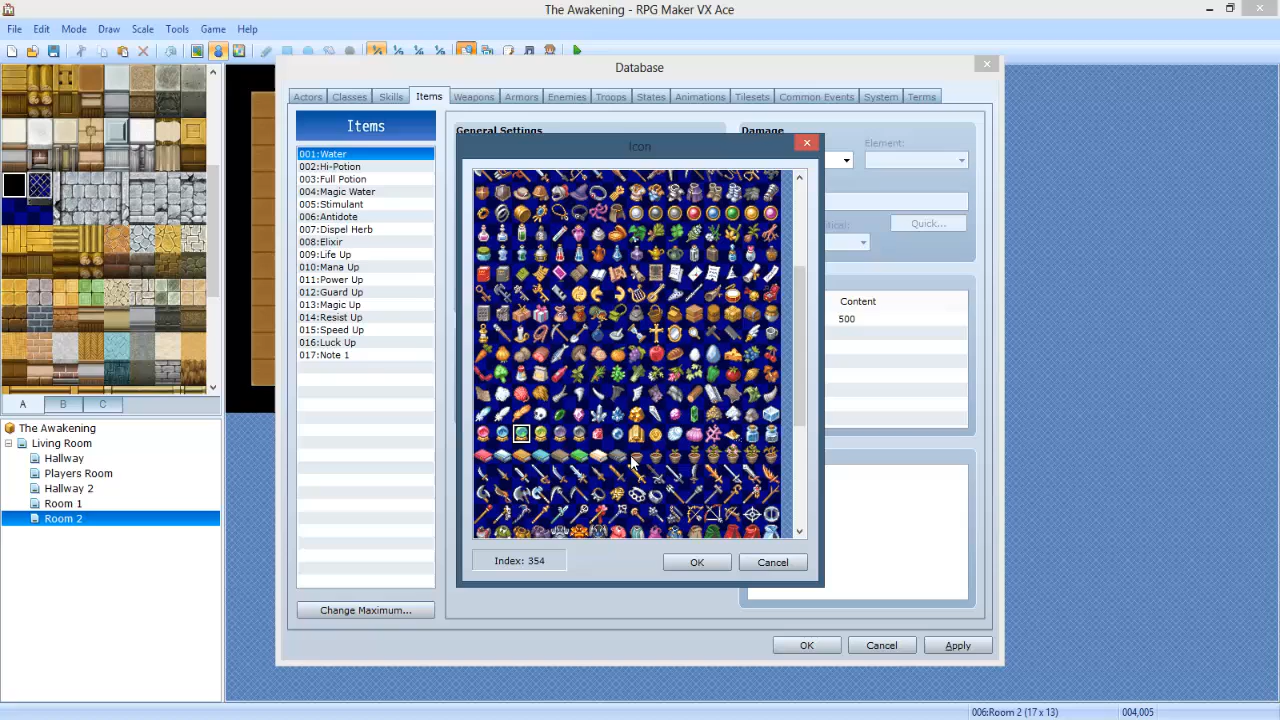 The Awakening - RPG Maker VX Ace
File Edit Mode Draw Scale Tools Game Help
Database
Actors Classes Skills Items Weapons Armors Enemies Troops States Animations Tilesets Common Events System Terms
Items
General Settings
Damage
Element:
Icon
001:Water
002:Hi-Potion
003:Full Potion
004:Magic Water
005:Stimulant
006:Antidote
007:Dispel Herb
008:Elixir
009:Life Up
010:Mana Up
011:Power Up
012:Guard Up
013:Magic Up
014:Resist Up
015:Speed Up
016:Luck Up
017:Note 1
Change Maximum...
Quick...
Content
500
Index: 354
OK
Cancel
OK
Cancel
Apply
A B C
The Awakening
Living Room
Hallway
Players Room
Hallway 2
Room 1
Room 2
006:Room 2 (17 x 13)
004,005